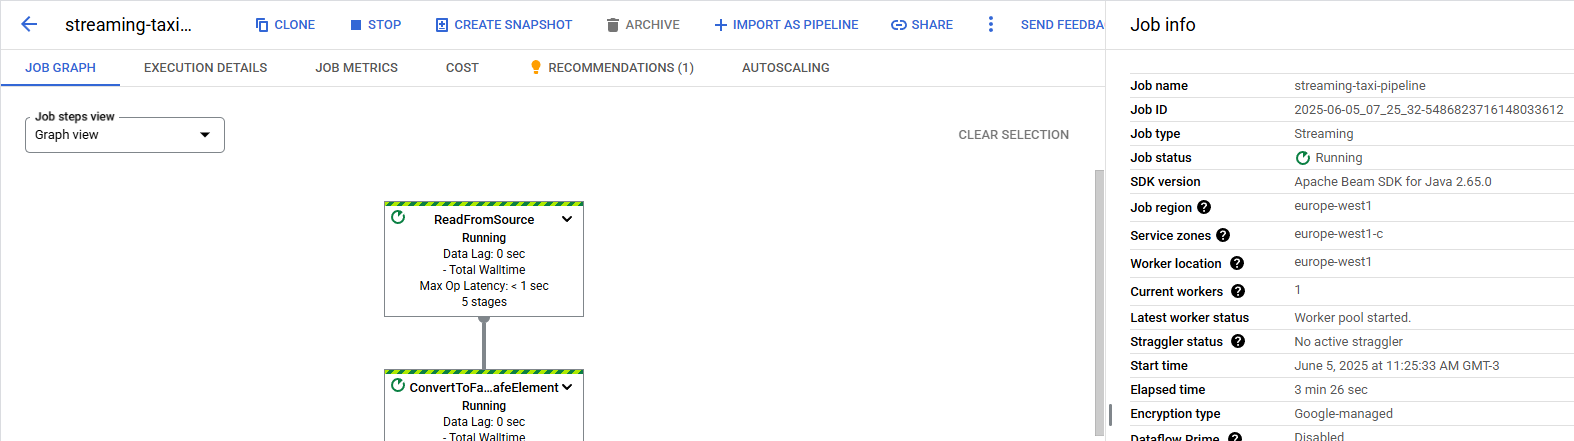 streaming-taxi...
CLONE
STOP
CREATE SNAPSHOT
ARCHIVE
IMPORT AS PIPELINE
SHARE
SEND FEEDBA
JOB GRAPH
EXECUTION DETAILS
JOB METRICS
COST
RECOMMENDATIONS (1)
AUTOSCALING
Job steps view
Graph view
CLEAR SELECTION
ReadFromSource
Running
Data Lag: 0 sec
- Total Walltime
Max Op Latency: < 1 sec
5 stages
ConvertToFa...afeElement
Running
Data Lag: 0 sec
- Total Walltime
Job info
Job name streaming-taxi-pipeline
Job ID 2025-06-05_07_25_32-5486823716148033612
Job type Streaming
Job status Running
SDK version Apache Beam SDK for Java 2.65.0
Job region ? europe-west1
Service zones ? europe-west1-c
Worker location ? europe-west1
Current workers ? 1
Latest worker status Worker pool started.
Straggler status ? No active straggler
Start time June 5, 2025 at 11:25:33 AM GMT-3
Elapsed time 3 min 26 sec
Encryption type Google-managed
Dataflow Prime ? Disabled